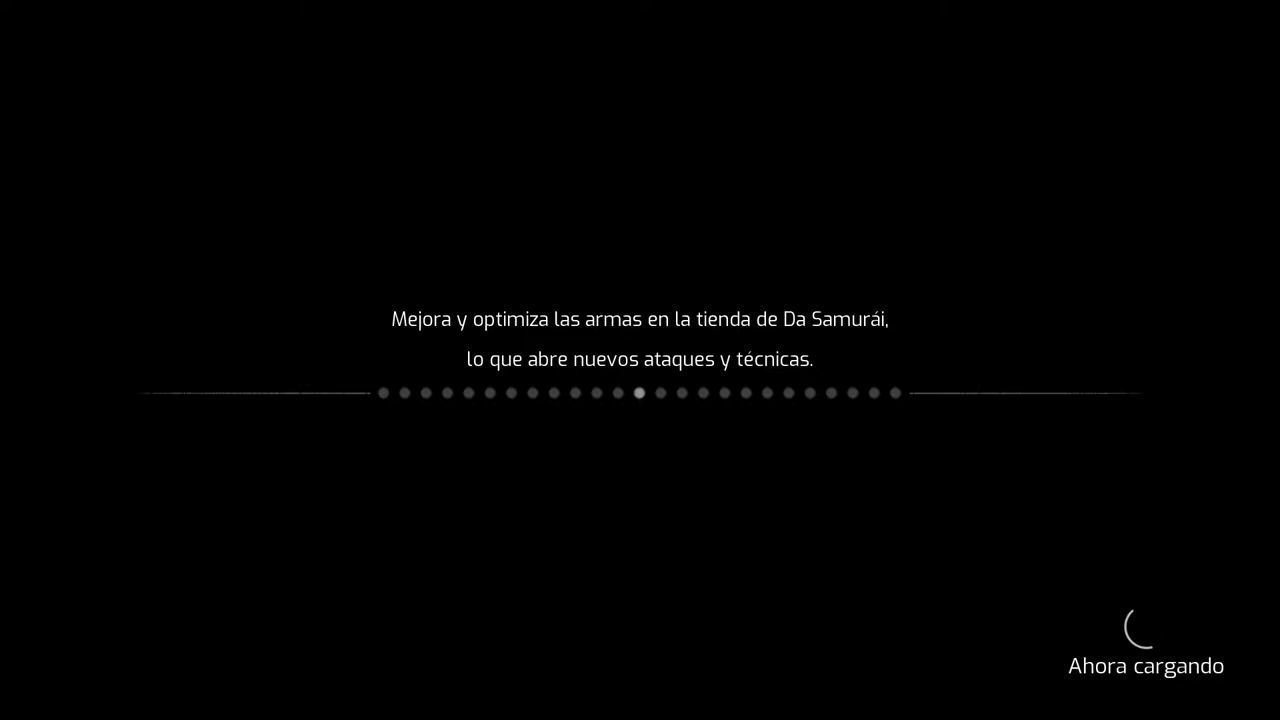 Mejora y optimiza las armas en la tienda de Da Samurái,
lo que abre nuevos ataques y técnicas.
Ahora cargando